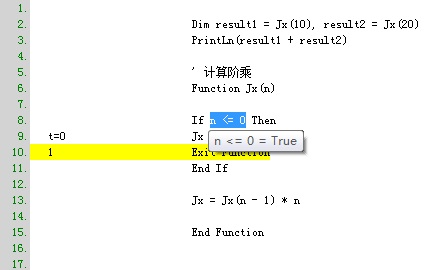 1.
2. Dim result1 = Jx(10), result2 = Jx(20)
3. PrintLn(result1 + result2)
4.
5. ' 计算阶乘
6. Function Jx(n)
7.
8. If n <= 0 Then
9. t=0 Jx
n <= 0 = True
10. 1 Exit Function
11. End If
12.
13. Jx = Jx(n - 1) * n
14.
15. End Function
16.
17.